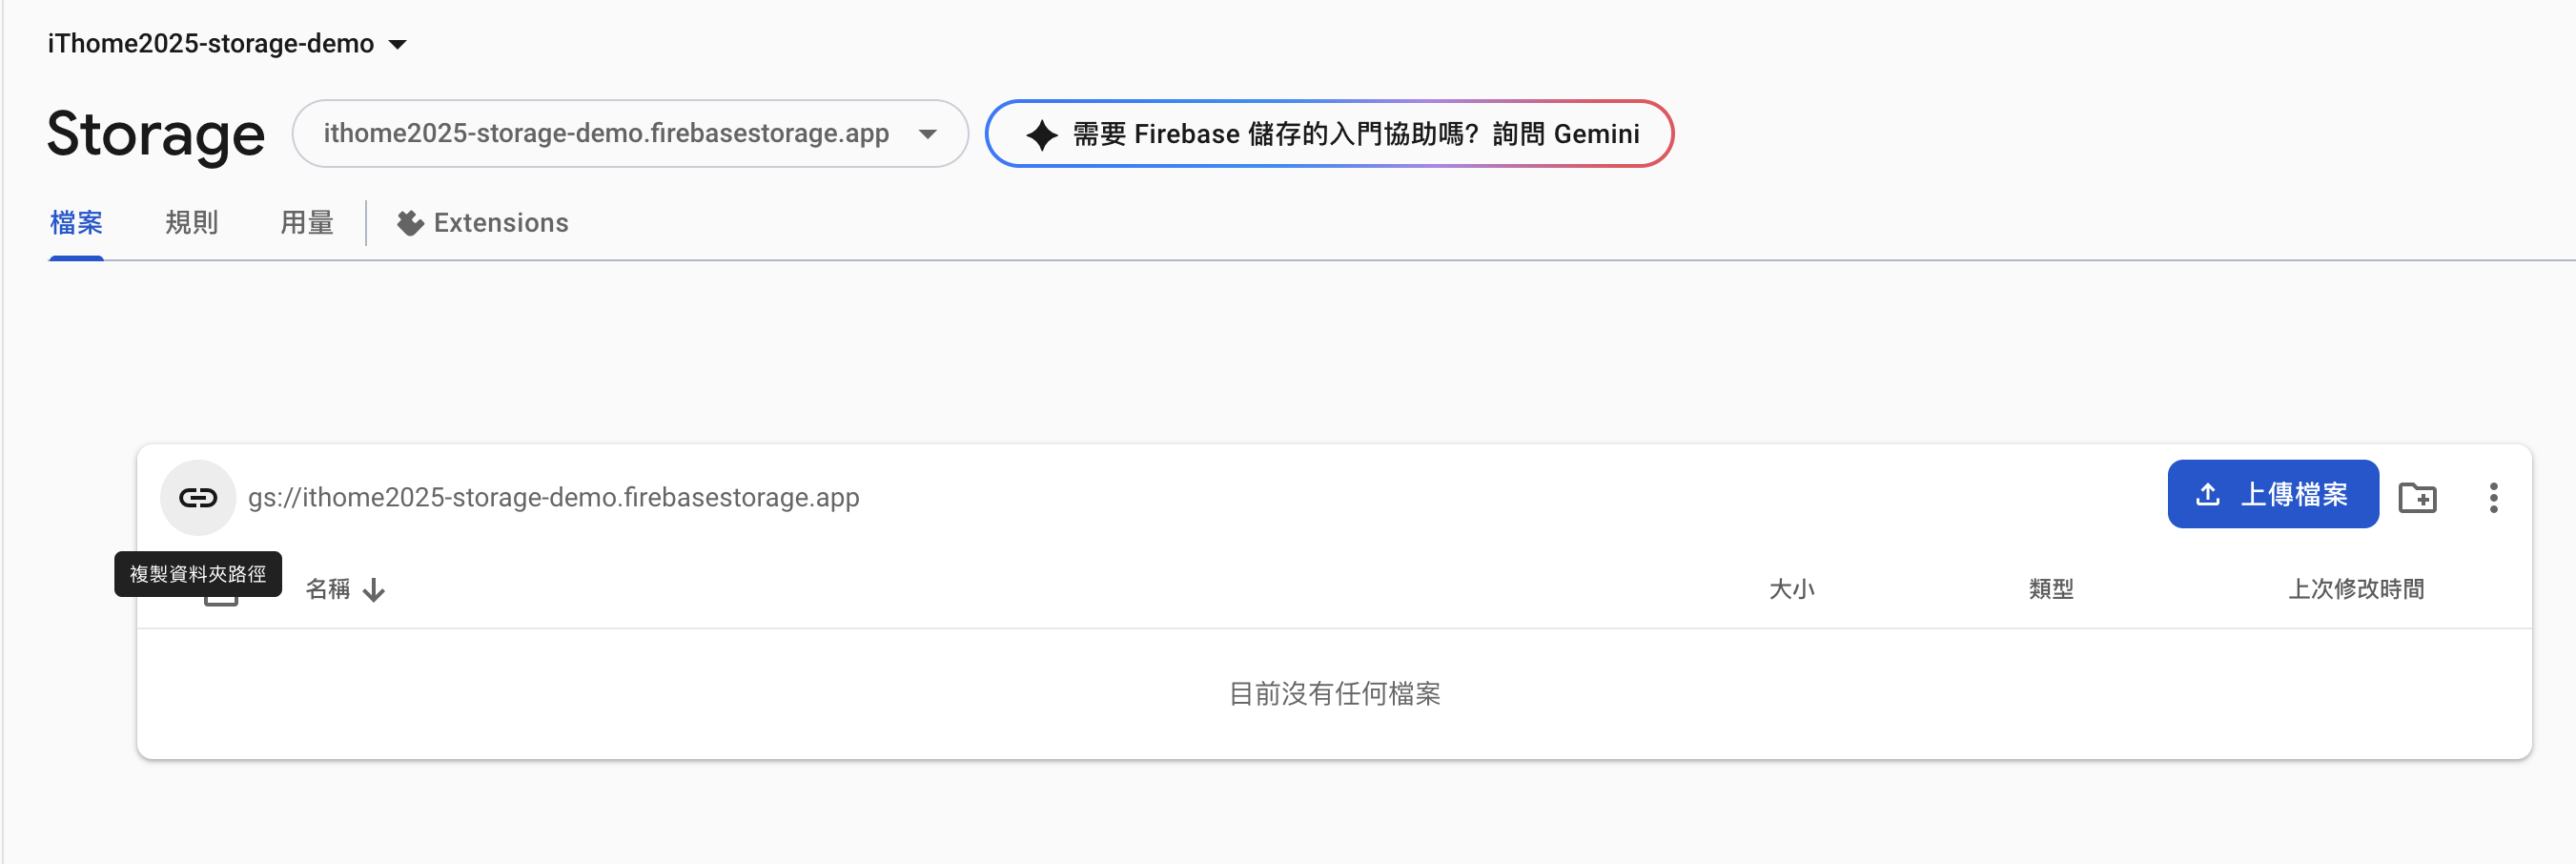 iThome2025-storage-demo
Storage
ithome2025-storage-demo.firebasestorage.app
需要 Firebase 儲存的入門協助嗎? 詢問 Gemini
檔案
規則
用量
Extensions
gs://ithome2025-storage-demo.firebasestorage.app
上傳檔案
複製資料夾路徑
名稱
大小
類型
上次修改時間
目前沒有任何檔案